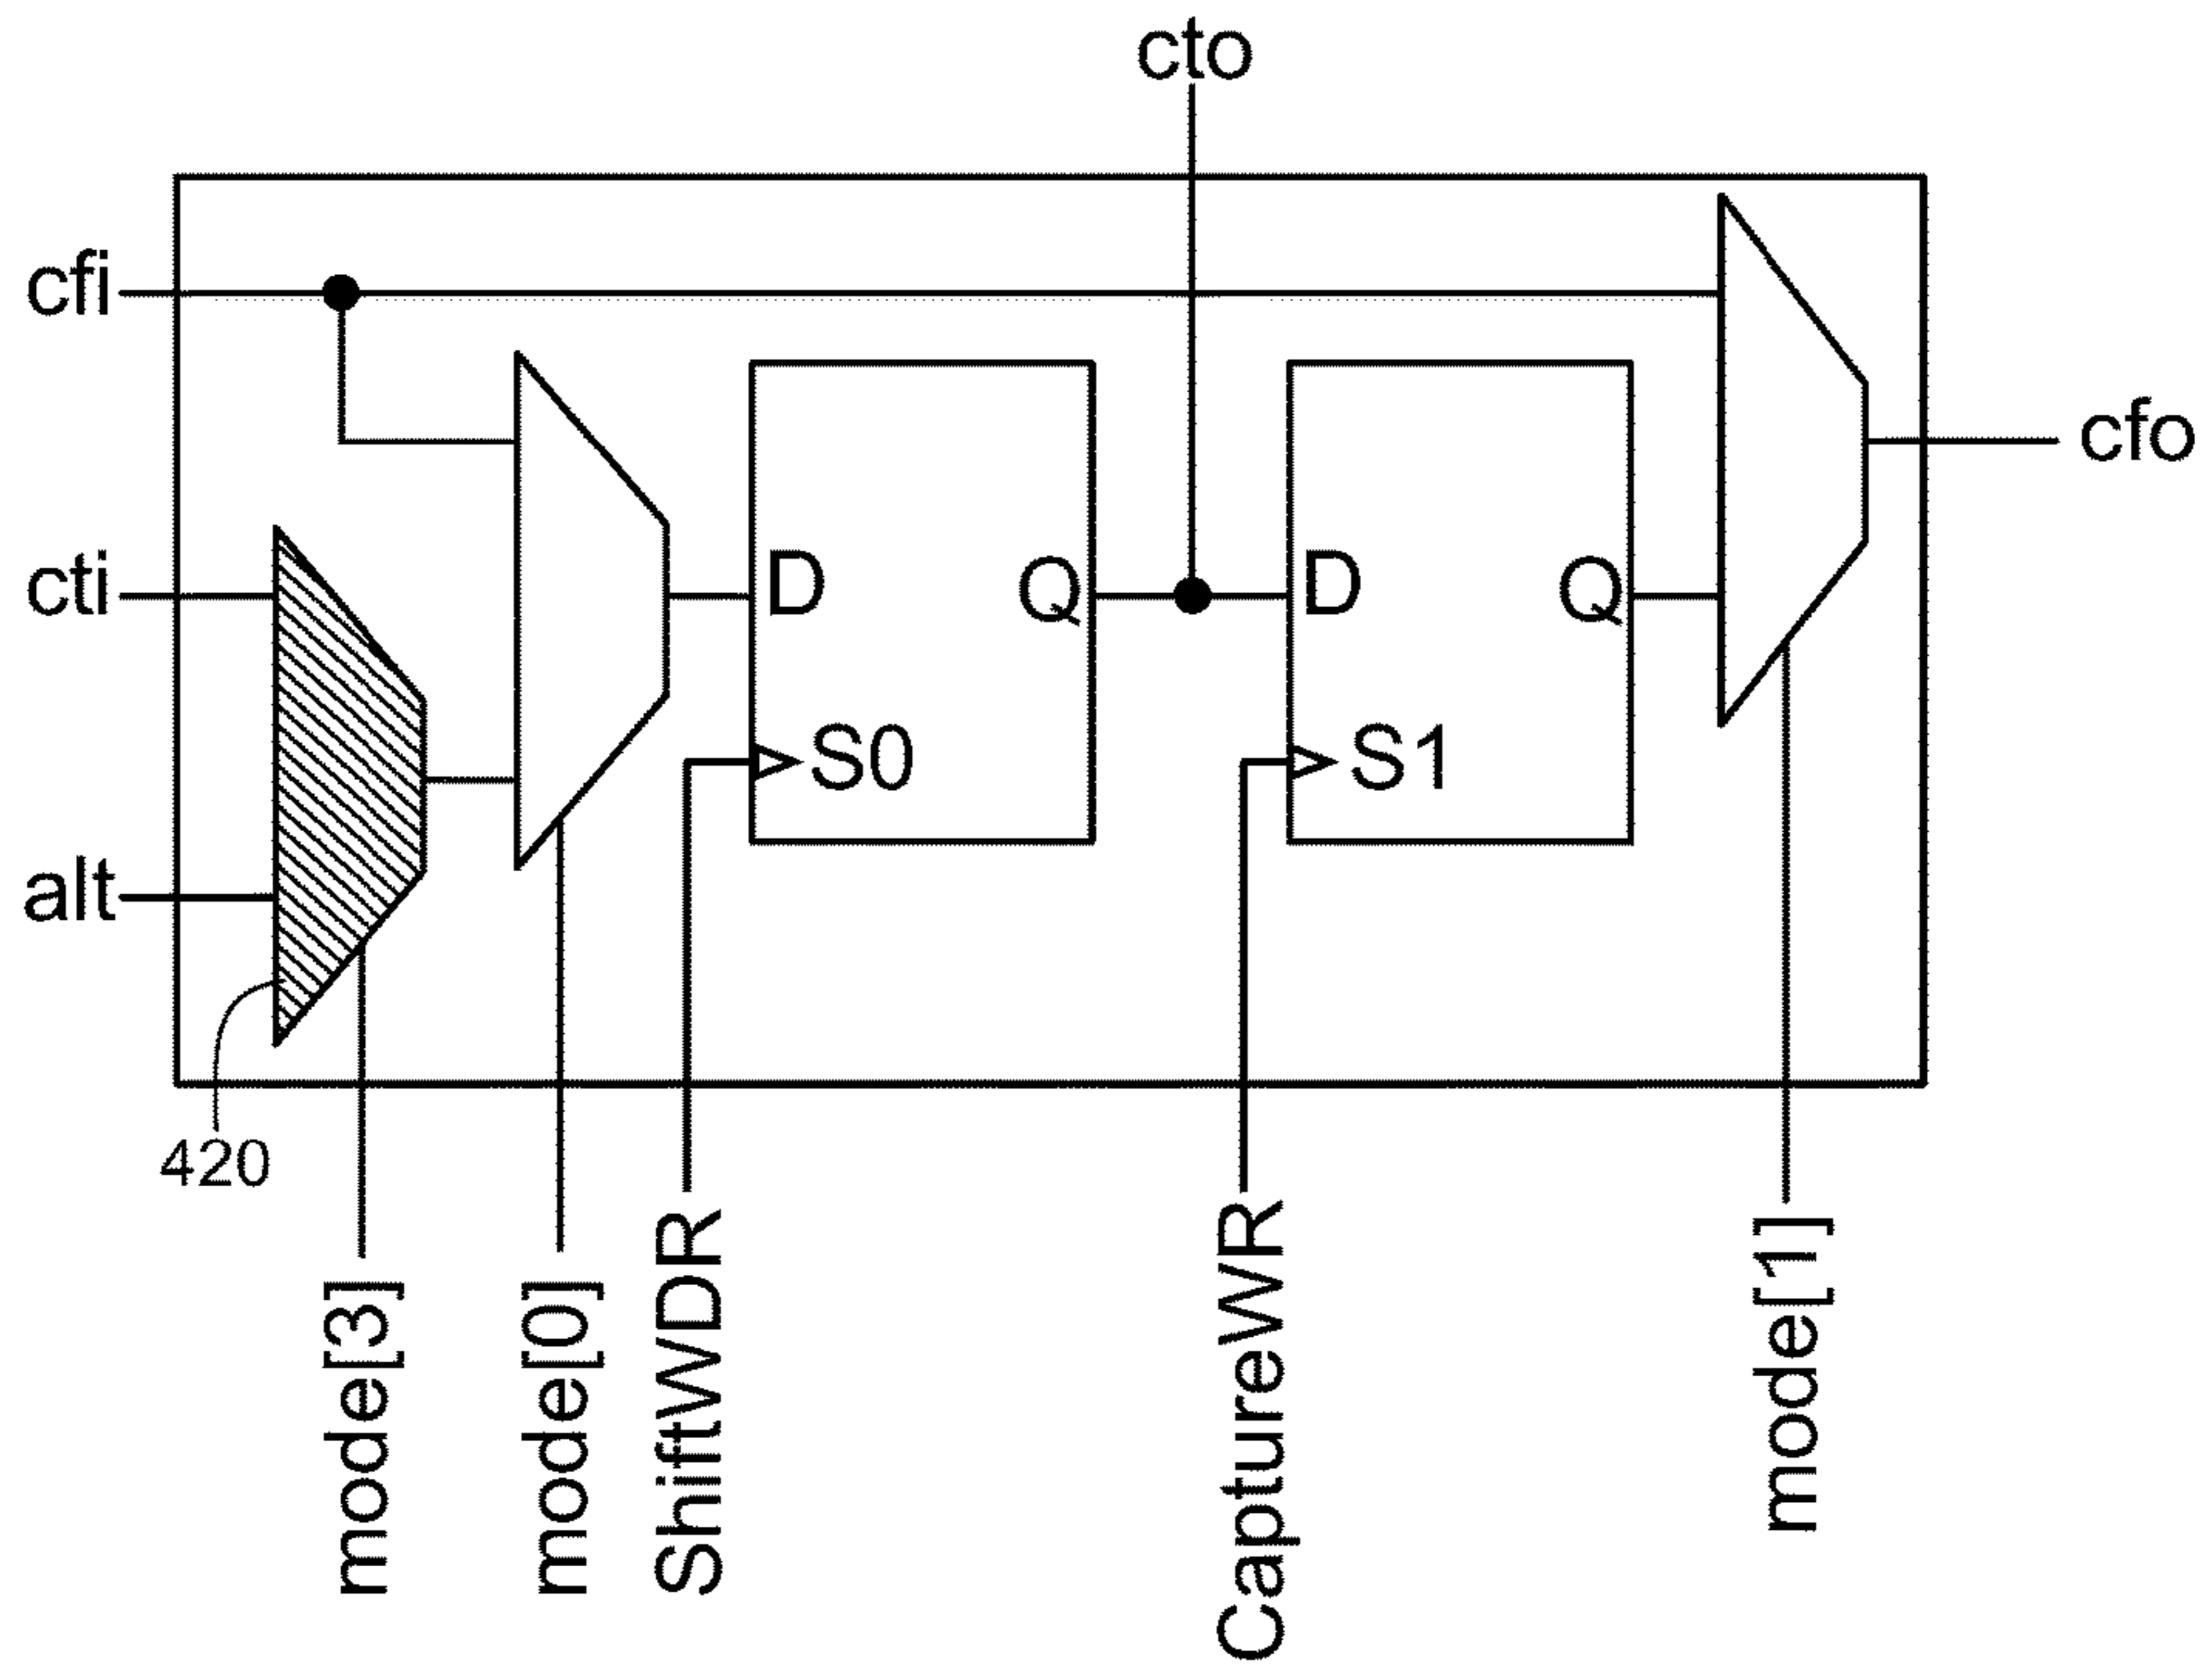 cto
cfi
cfo
cti
D
Q
D
Q
S0
S1
alt
420
mode[3]
mode[0]
ShiftWDR
CaptureWR
mode[1]